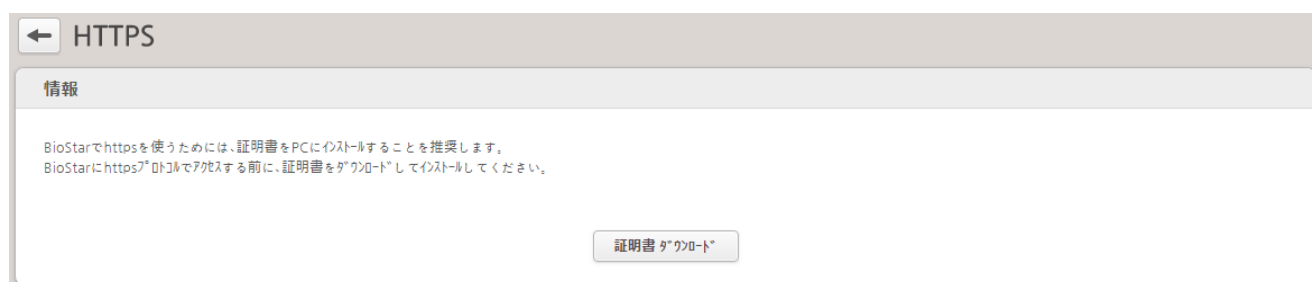 HTTPS
情報
BioStarでhttpsを使うためには、証明書をPCにｲﾝｽﾄｰﾙすることを推奨します。
BioStarにhttpsﾌﾟﾛﾄｺﾙでｱｸｾｽする前に、証明書をﾀﾞｳﾝﾛｰﾄﾞしてｲﾝｽﾄｰﾙしてください。
証明書 ﾀﾞｳﾝﾛｰﾄﾞ